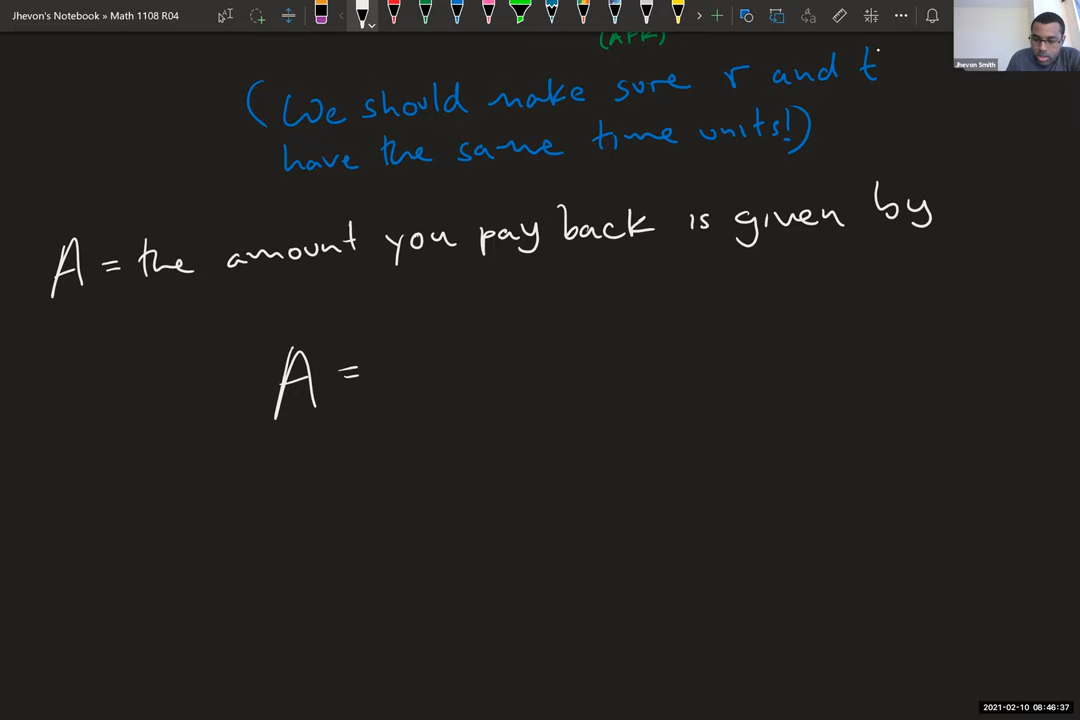 Jhevon's Notebook » Math 1108 R04
Jhevon Smith
(APR)
(We should make sure r and t
have the same time units!)
A = the amount you pay back is given by
A =
2021-02-10 08:46:37